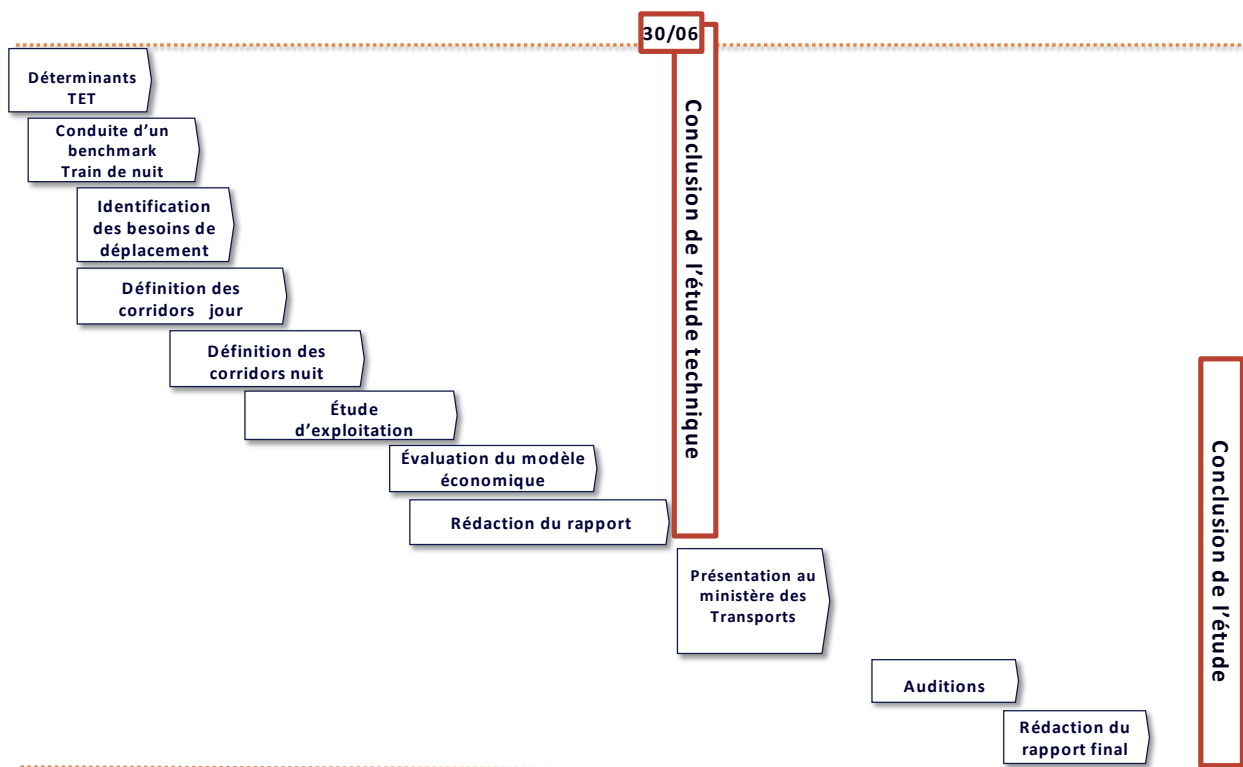 30/06
Déterminants
TET
Conduite d'un
benchmark
Train de nuit
Identification
des besoins de
déplacement
Définition des
corridors jour
Définition des
corridors nuit
Étude
d'exploitation
Évaluation du modèle
économique
Rédaction du rapport
Conclusion de l'étude technique
Présentation au
ministère des
Transports
Auditions
Rédaction du
rapport final
Conclusion de l'étude